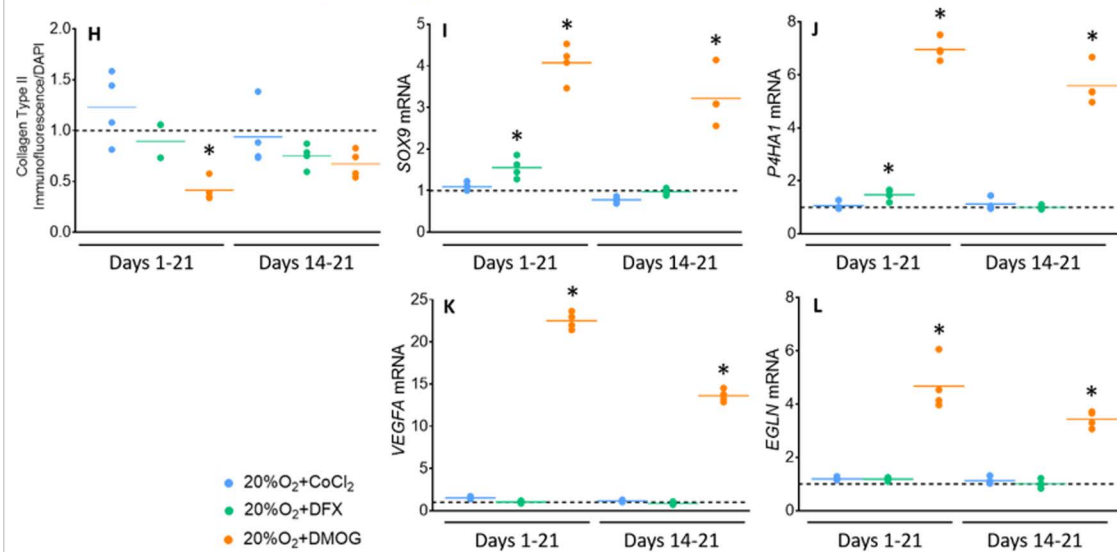 H
Collagen Type II
Immunofluorescence/DAPI
2.0
1.5
1.0
0.5
0.0
*
Days 1-21
Days 14-21
I
SOX9 mRNA
5
4
3
2
1
0
*
*
*
Days 1-21
Days 14-21
J
P4HA1 mRNA
8
6
4
2
0
*
*
*
Days 1-21
Days 14-21
K
VEGFA mRNA
25
20
15
10
5
0
*
*
Days 1-21
Days 14-21
L
EGLN mRNA
8
6
4
2
0
*
*
Days 1-21
Days 14-21
20%O₂+CoCl₂
20%O₂+DFX
20%O₂+DMOG